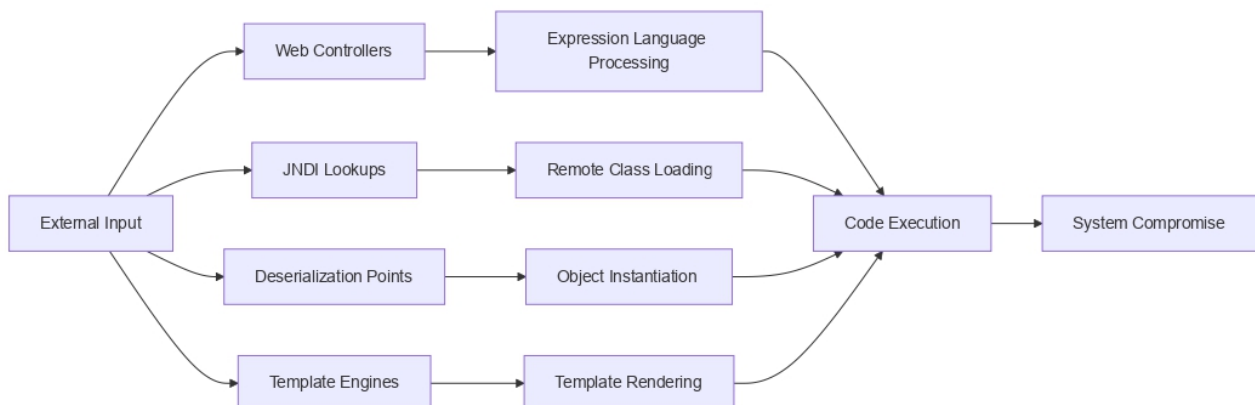 Web Controllers
Expression Language
Processing
JNDI Lookups
Remote Class Loading
External Input
Code Execution
System Compromise
Deserialization Points
Object Instantiation
Template Engines
Template Rendering